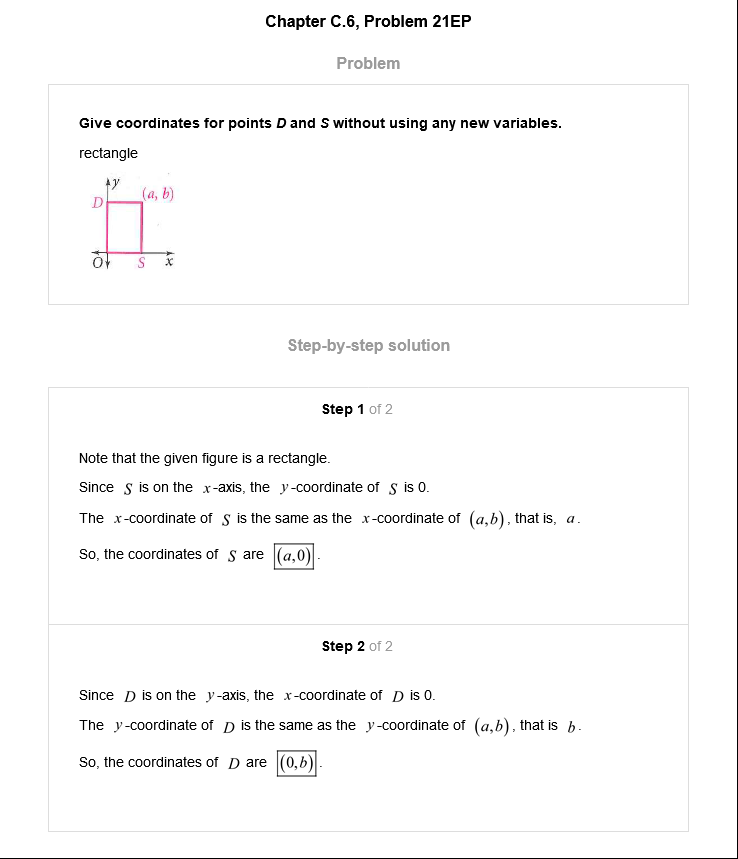 Chapter C.6, Problem 21EP
Problem
Give coordinates for points D and S without using any new variables.
rectangle
y
(a, b)
D
O
S
x
Step-by-step solution
Step 1 of 2
Note that the given figure is a rectangle.
Since S is on the x-axis, the y-coordinate of S is 0.
The x-coordinate of S is the same as the x-coordinate of (a,b), that is, a.
So, the coordinates of S are (a,0).
Step 2 of 2
Since D is on the y-axis, the x-coordinate of D is 0.
The y-coordinate of D is the same as the y-coordinate of (a,b), that is b.
So, the coordinates of D are (0,b).